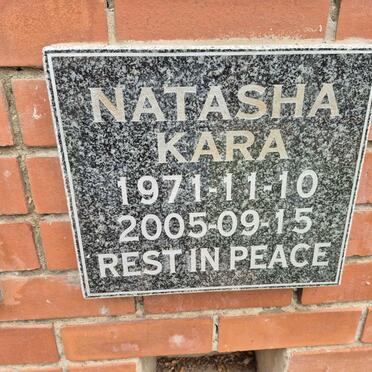 NATASHA
KARA
1971-11-10
2005-09-15
REST IN PEACE